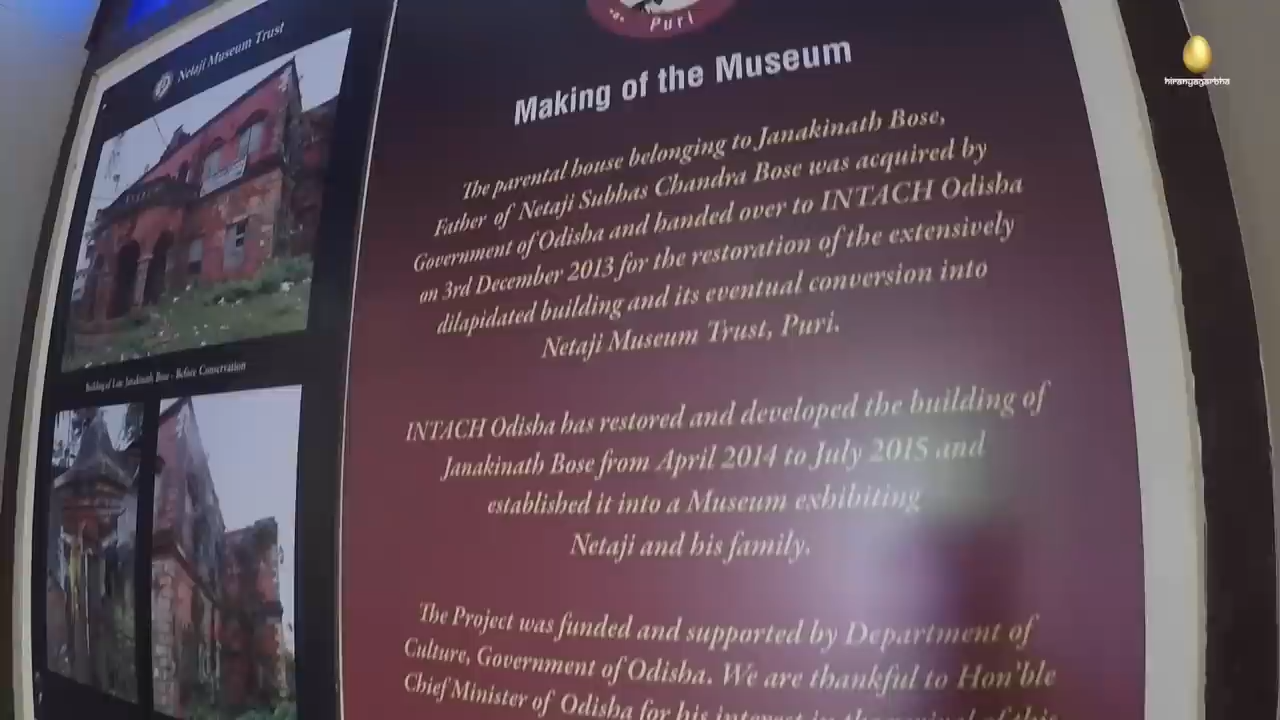 Netaji Museum Trust
Building of Late Janakinath Bose - Before Conservation
Puri
Making of the Museum
The parental house belonging to Janakinath Bose,
Father of Netaji Subhas Chandra Bose was acquired by
Government of Odisha and handed over to INTACH Odisha
on 3rd December 2013 for the restoration of the extensively
dilapidated building and its eventual conversion into
Netaji Museum Trust, Puri.
INTACH Odisha has restored and developed the building of
Janakinath Bose from April 2014 to July 2015 and
established it into a Museum exhibiting
Netaji and his family.
The Project was funded and supported by Department of
Culture, Government of Odisha. We are thankful to Hon'ble
Chief Minister of Odisha for his interest in the revival of this
hiranyagarbha